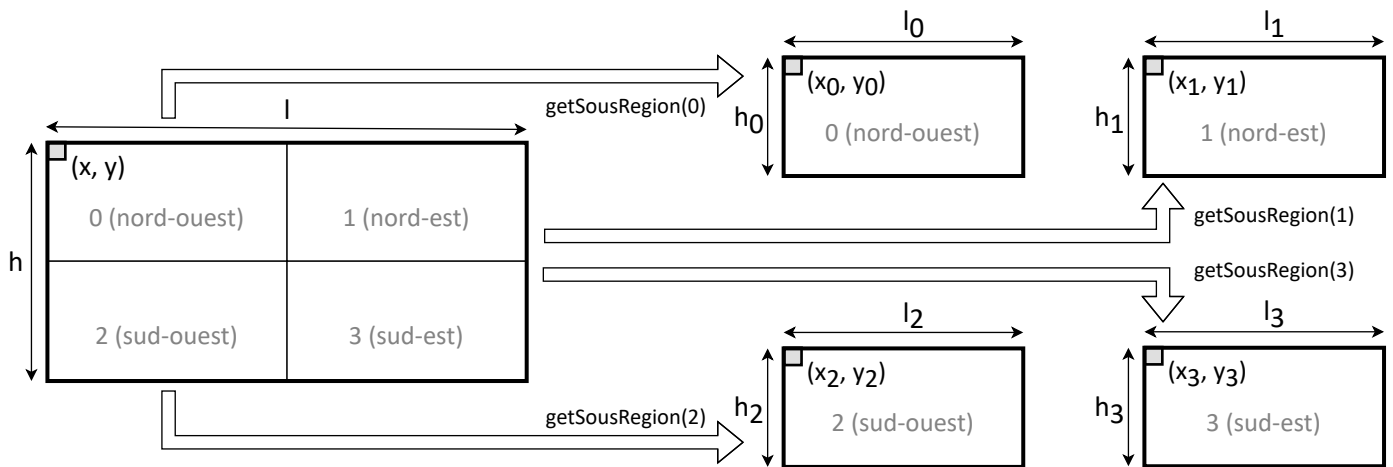 l
h
(x, y)
0 (nord-ouest)
1 (nord-est)
2 (sud-ouest)
3 (sud-est)
getSousRegion(0)
l0
h0
(x0, y0)
0 (nord-ouest)
l1
h1
(x1, y1)
1 (nord-est)
getSousRegion(1)
getSousRegion(3)
getSousRegion(2)
l2
h2
(x2, y2)
2 (sud-ouest)
l3
h3
(x3, y3)
3 (sud-est)